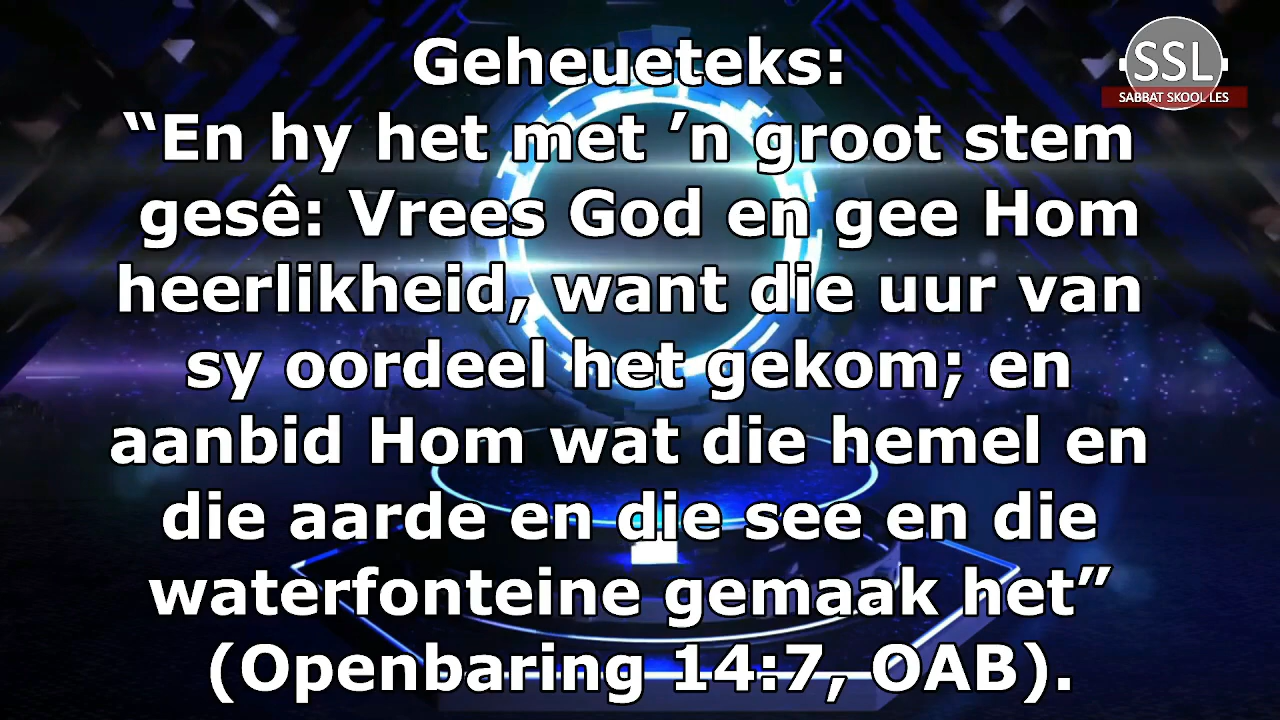 Geheueteks:
“En hy het met ’n groot stem
gesê: Vrees God en gee Hom
heerlikheid, want die uur van
sy oordeel het gekom; en
aanbid Hom wat die hemel en
die aarde en die see en die
waterfonteine gemaak het”
(Openbaring 14:7, OAB).
SSL
SABBAT SKOOL LES